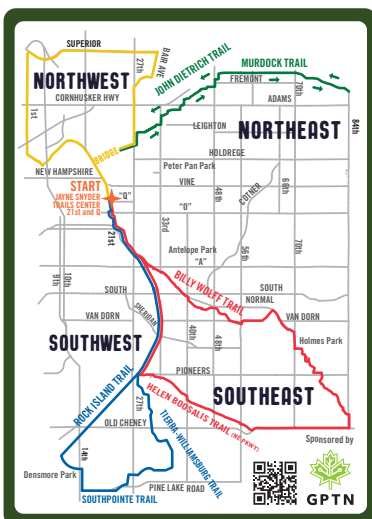 SUPERIOR
27th
BAIR AVE
JOHN DIETRICH TRAIL
MURDOCK TRAIL
NORTHWEST
CORNHUSKER HWY
1st
FREMONT
70th
ADAMS
84th
LEIGHTON
NORTHEAST
BRIDGE
HOLDREGE
NEW HAMPSHIRE
Peter Pan Park
START
JAYNE SNYDER
TRAILS CENTER
21st and Q
"Q"
VINE
48th
COTNER
66th
"O"
21st
33rd
Antelope Park
"A"
56th
70th
9th
10th
SOUTH
BILLY WOLFF TRAIL
SOUTH
NORMAL
VAN DORN
SHERIDAN
VAN DORN
SOUTHWEST
40th
48th
Holmes Park
PIONEERS
ROCK ISLAND TRAIL
27th
HELEN BOOSALIS TRAIL (NE PKWY)
SOUTHEAST
OLD CHENEY
TIERRA-WILLIAMSBURG TRAIL
Sponsored by
14th
Densmore Park
PINE LAKE ROAD
SOUTHPOINTE TRAIL
GPTN